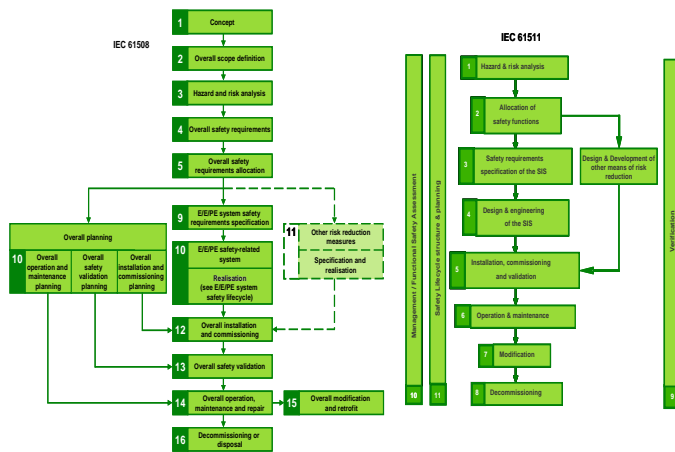 IEC 61508
1
Concept
2
Overall scope definition
3
Hazard and risk analysis
4
Overall safety requirements
5
Overall safety
requirements allocation
9
E/E/PE system safety
requirements specification
10
E/E/PE safety-related
system
Realisation
(see E/E/PE system
safety lifecycle)
11
Other risk reduction
measures
Specification and
realisation
Overall planning
10
Overall
operation and
maintenance
planning
Overall
safety
validation
planning
Overall
installation and
commissioning
planning
12
Overall installation
and commissioning
13
Overall safety validation
14
Overall operation,
maintenance and repair
15
Overall modification
and retrofit
16
Decommissioning or
disposal
IEC 61511
Management / Functional Safety Assessment
10
Safety Lifecycle structure & planning
11
1
Hazard & risk analysis
2
Allocation of
safety functions
3
Safety requirements
specification of the SIS
Design & Development of
other means of risk
reduction
4
Design & engineering
of the SIS
5
Installation, commissioning
and validation
6
Operation & maintenance
7
Modification
8
Decommissioning
Verification
9